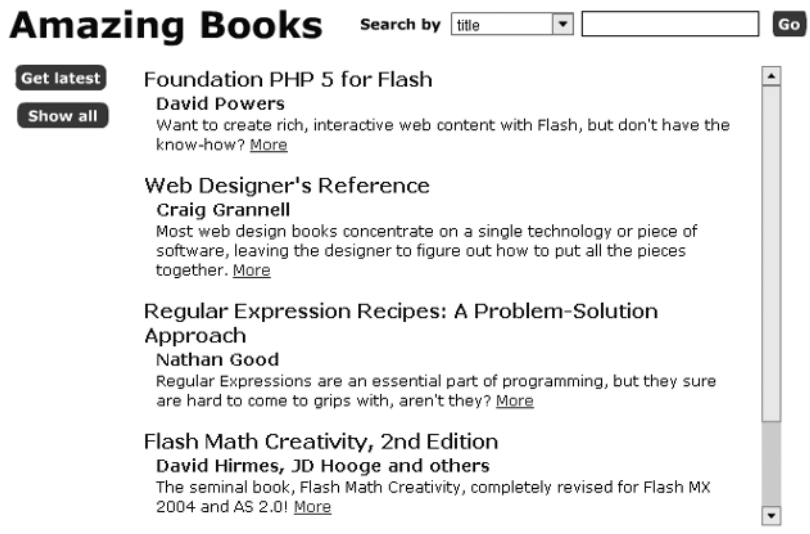 Amazing Books
Search by title Go
Get latest
Show all
Foundation PHP 5 for Flash
David Powers
Want to create rich, interactive web content with Flash, but don't have the
know-how? More
Web Designer's Reference
Craig Grannell
Most web design books concentrate on a single technology or piece of
software, leaving the designer to figure out how to put all the pieces
together. More
Regular Expression Recipes: A Problem-Solution
Approach
Nathan Good
Regular Expressions are an essential part of programming, but they sure
are hard to come to grips with, aren't they? More
Flash Math Creativity, 2nd Edition
David Hirmes, JD Hooge and others
The seminal book, Flash Math Creativity, completely revised for Flash MX
2004 and AS 2.0! More